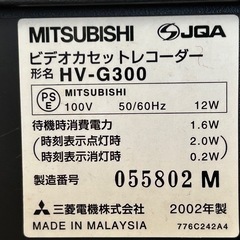 MITSUBISHI JQA
ビデオカセットレコーダー
形名 HV-G300
PSE MITSUBISHI
100V 50/60Hz 12W
待機時消費電力 1.6W
(時刻表示点灯時) 2.0W
(時刻表示消灯時) 0.2W
製造番号 055802 M
三菱電機株式会社 2002年製
MADE IN MALAYSIA 776C242A4